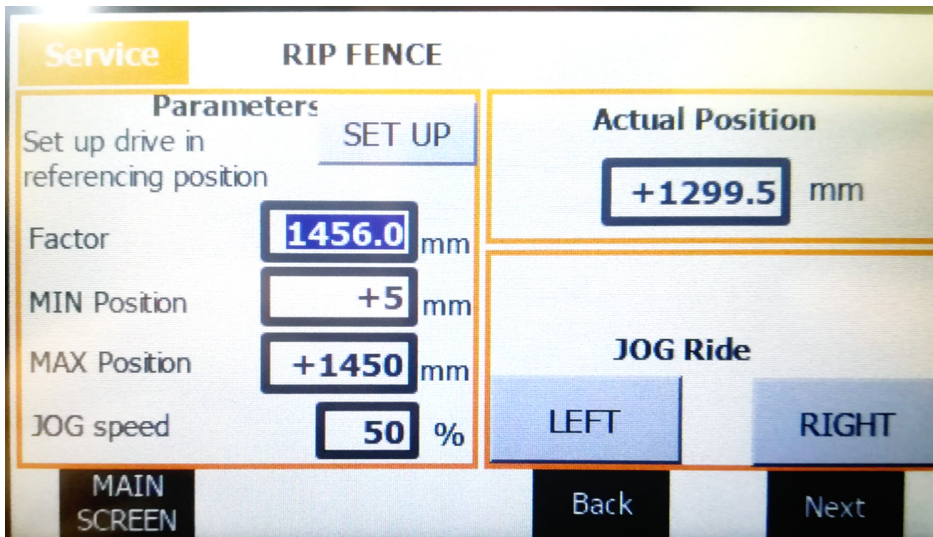 Service
RIP FENCE
Parameters
Set up drive in
referencing position
SET UP
Factor
1456.0 mm
MIN Position
+5 mm
MAX Position
+1450 mm
JOG speed
50 %
Actual Position
+1299.5 mm
JOG Ride
LEFT
RIGHT
MAIN
SCREEN
Back
Next